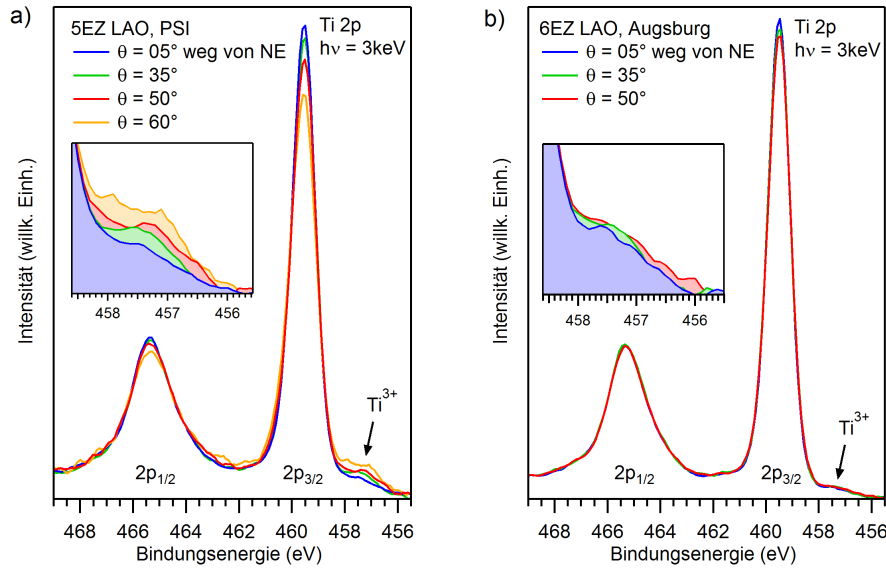 a)
5EZ LAO, PSI
θ = 05° weg von NE
θ = 35°
θ = 50°
θ = 60°
Ti 2p
hν = 3keV
458
457
456
Ti3+
2p1/2
2p3/2
468
466
464
462
460
458
456
Bindungsenergie (eV)
Intensität (willk. Einh.)
b)
6EZ LAO, Augsburg
θ = 05° weg von NE
θ = 35°
θ = 50°
Ti 2p
hν = 3keV
458
457
456
Ti3+
2p1/2
2p3/2
468
466
464
462
460
458
456
Bindungsenergie (eV)
Intensität (willk. Einh.)